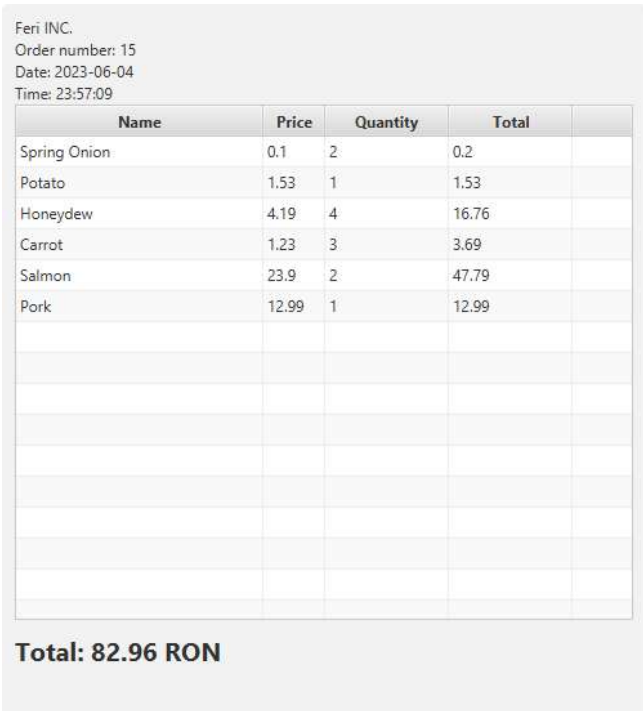 Feri INC.
Order number: 15
Date: 2023-06-04
Time: 23:57:09
Name Price Quantity Total
Spring Onion 0.1 2 0.2
Potato 1.53 1 1.53
Honeydew 4.19 4 16.76
Carrot 1.23 3 3.69
Salmon 23.9 2 47.79
Pork 12.99 1 12.99
Total: 82.96 RON